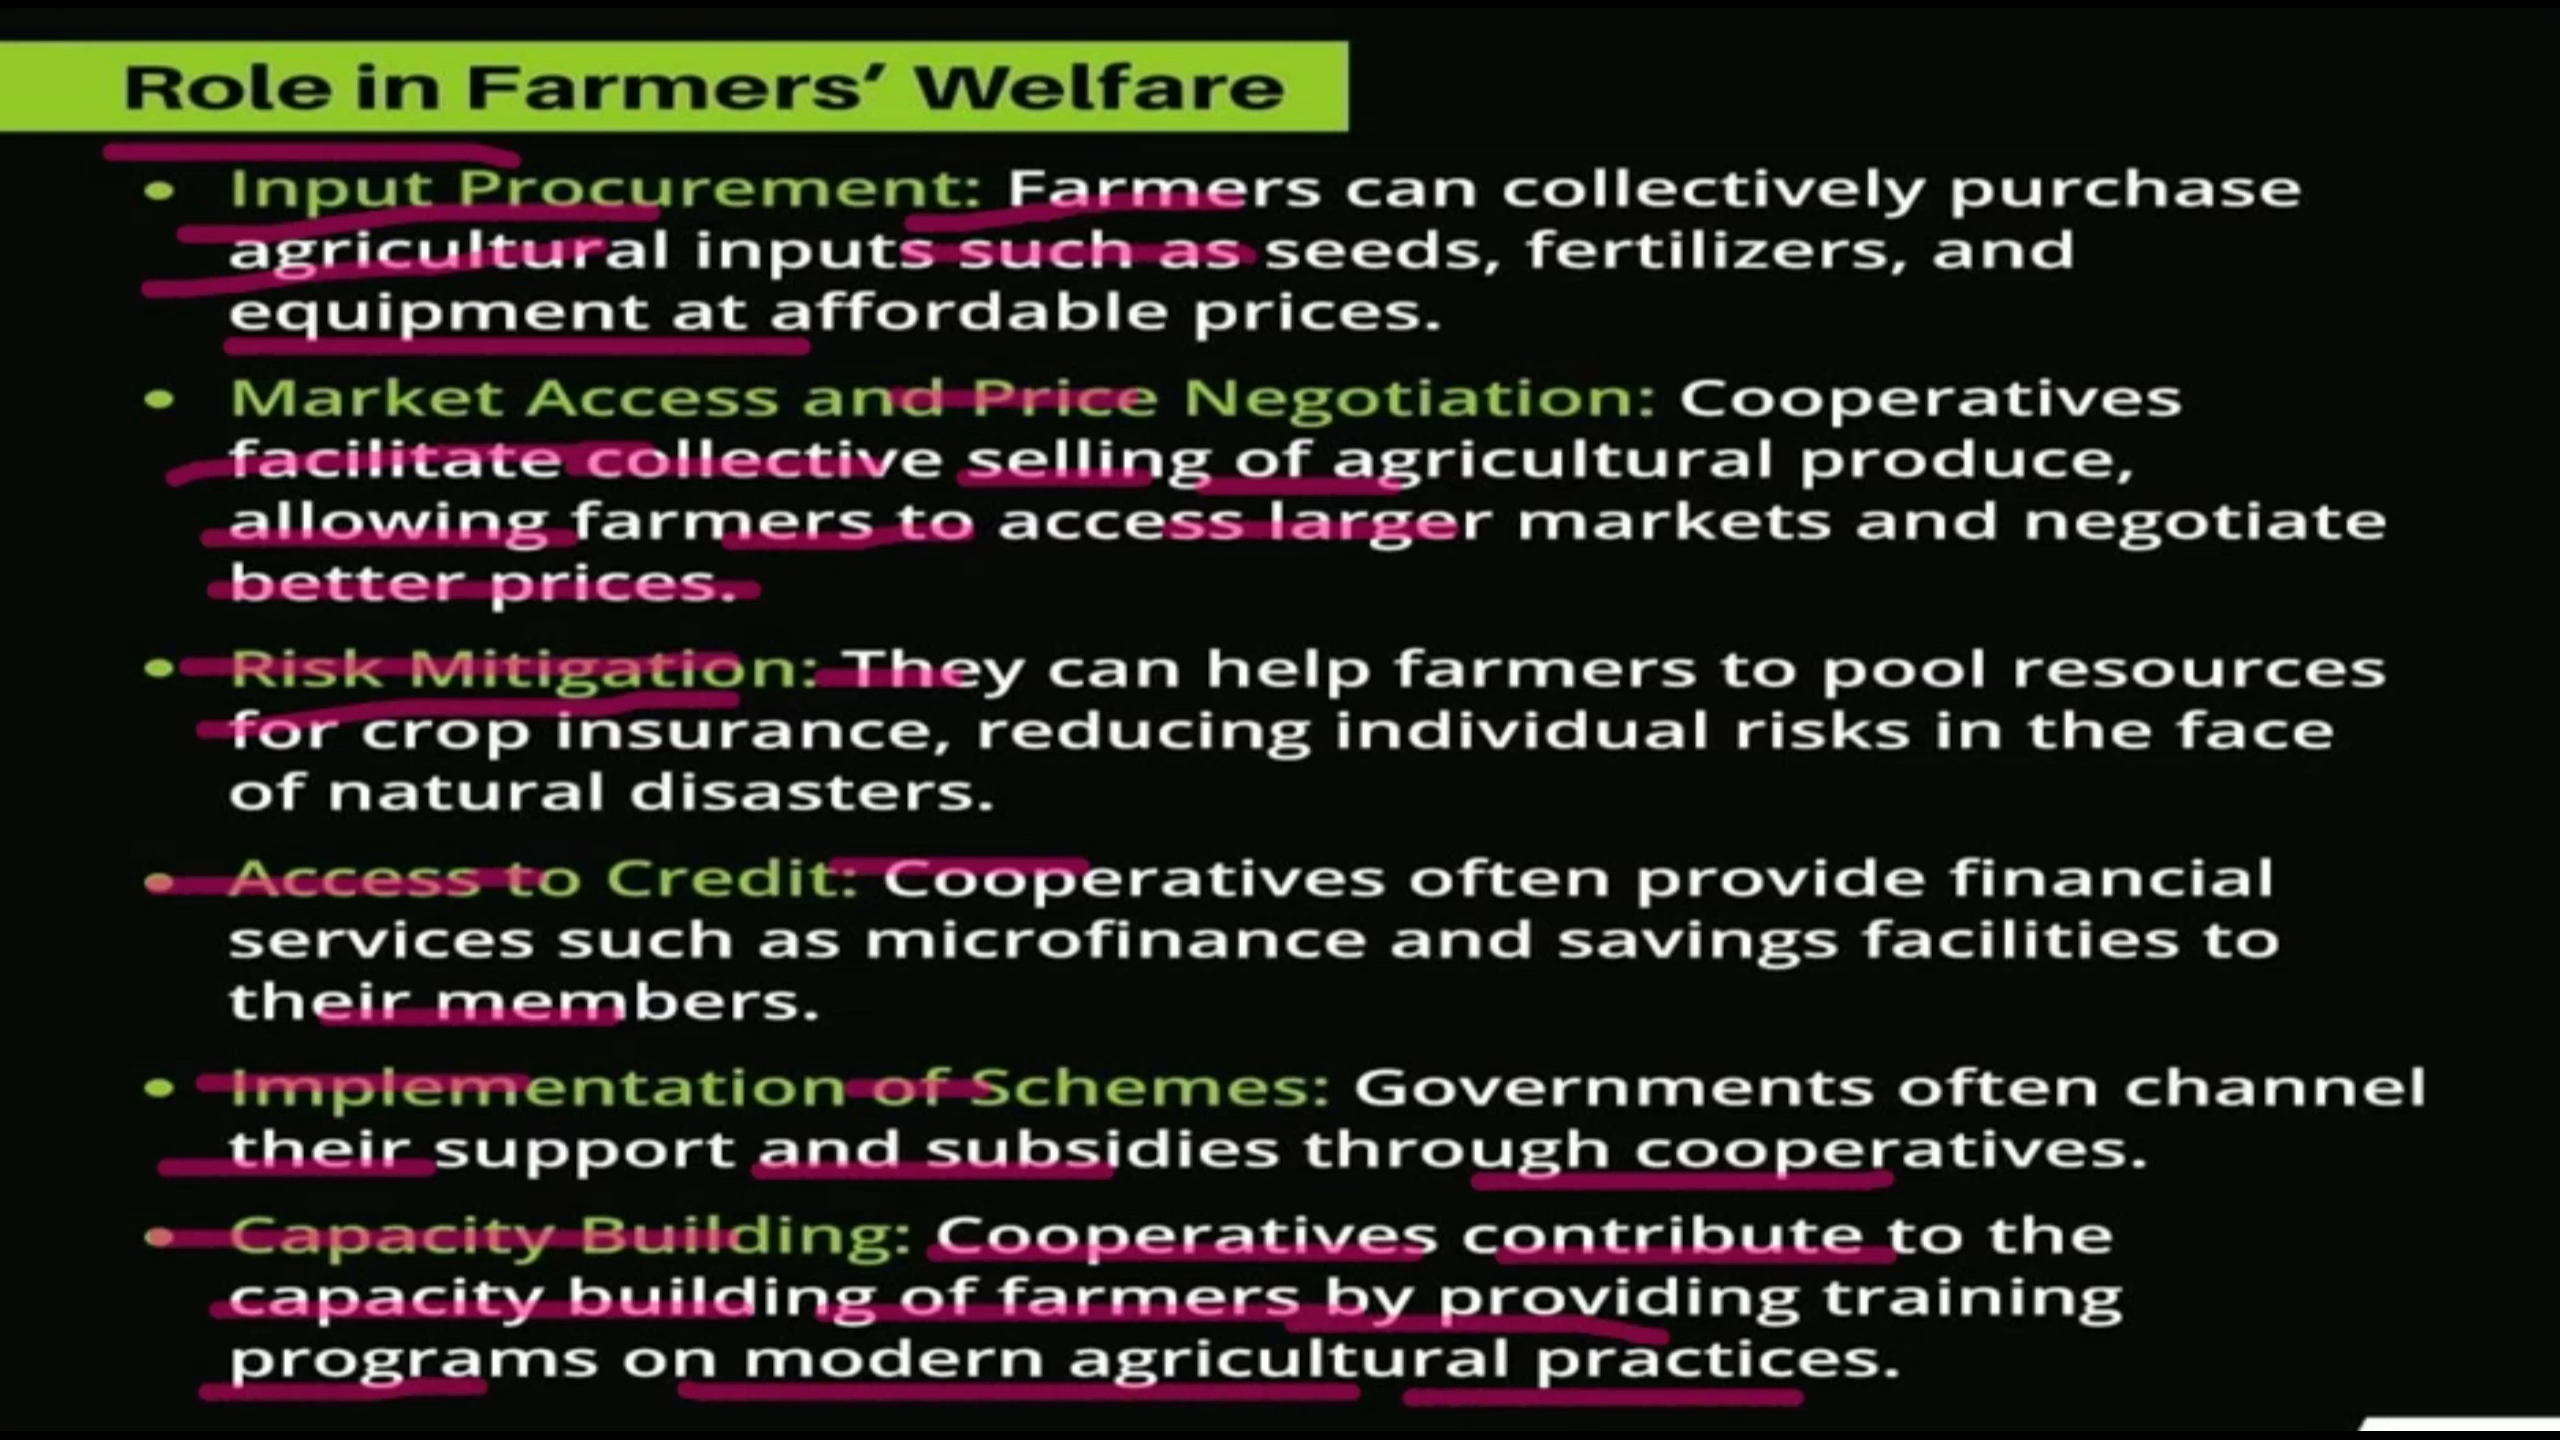 Role in Farmers’ Welfare
• Input Procurement: Farmers can collectively purchase
agricultural inputs such as seeds, fertilizers, and
equipment at affordable prices.
• Market Access and Price Negotiation: Cooperatives
facilitate collective selling of agricultural produce,
allowing farmers to access larger markets and negotiate
better prices.
• Risk Mitigation: They can help farmers to pool resources
for crop insurance, reducing individual risks in the face
of natural disasters.
• Access to Credit: Cooperatives often provide financial
services such as microfinance and savings facilities to
their members.
• Implementation of Schemes: Governments often channel
their support and subsidies through cooperatives.
• Capacity Building: Cooperatives contribute to the
capacity building of farmers by providing training
programs on modern agricultural practices.